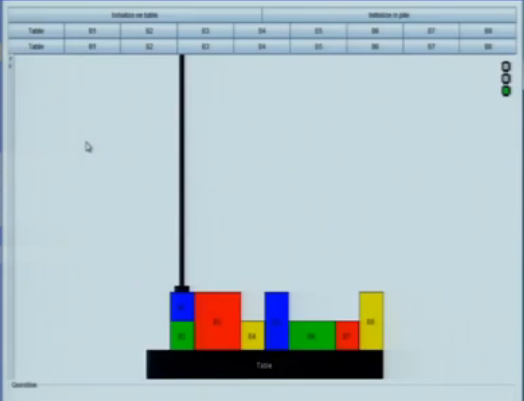 Initialize on table Initialize in pile
Table B1 B2 B3 B4 B5 B6 B7 B8
Table B1 B2 B3 B4 B5 B6 B7 B8
B2 B3 B4 B6 B7 B8
Table
Question